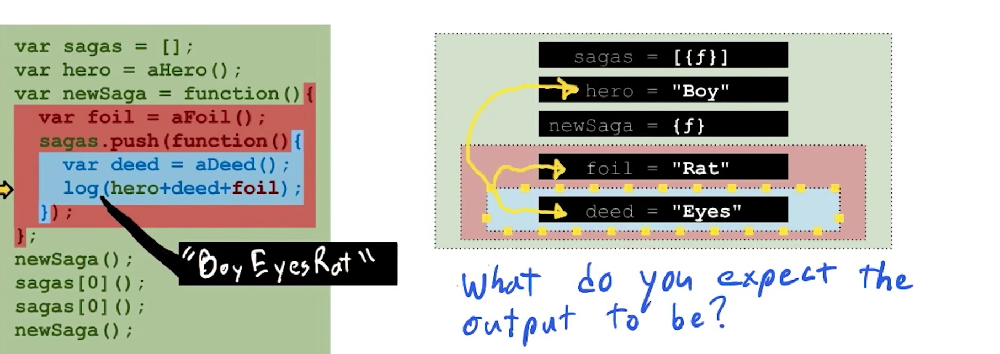 var sagas = [];
var hero = aHero();
var newSaga = function(){
var foil = aFoil();
sagas.push(function(){
var deed = aDeed();
log(hero+deed+foil);
});
};
newSaga();
sagas[0]();
sagas[0]();
newSaga();
"BoyEyesRat"
sagas = [{f}]
hero = "Boy"
newSaga = {f}
foil = "Rat"
deed = "Eyes"
What do you expect the
output to be?